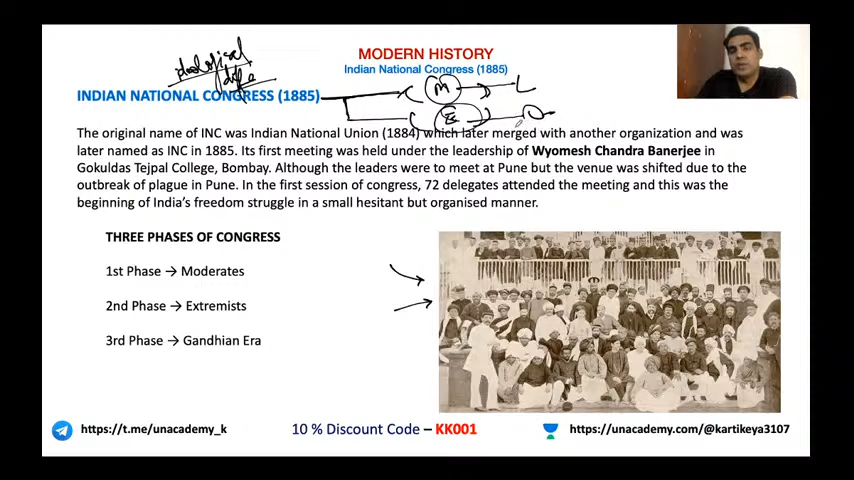 MODERN HISTORY
Indian National Congress (1885)
ideological
diffe
INDIAN NATIONAL CONGRESS (1885)
M
L
E
The original name of INC was Indian National Union (1884) which later merged with another organization and was
later named as INC in 1885. Its first meeting was held under the leadership of Wyomesh Chandra Banerjee in
Gokuldas Tejpal College, Bombay. Although the leaders were to meet at Pune but the venue was shifted due to the
outbreak of plague in Pune. In the first session of congress, 72 delegates attended the meeting and this was the
beginning of India's freedom struggle in a small hesitant but organised manner.
THREE PHASES OF CONGRESS
1st Phase → Moderates
2nd Phase → Extremists
3rd Phase → Gandhian Era
https://t.me/unacademy_k
10 % Discount Code – KK001
https://unacademy.com/@kartikeya3107